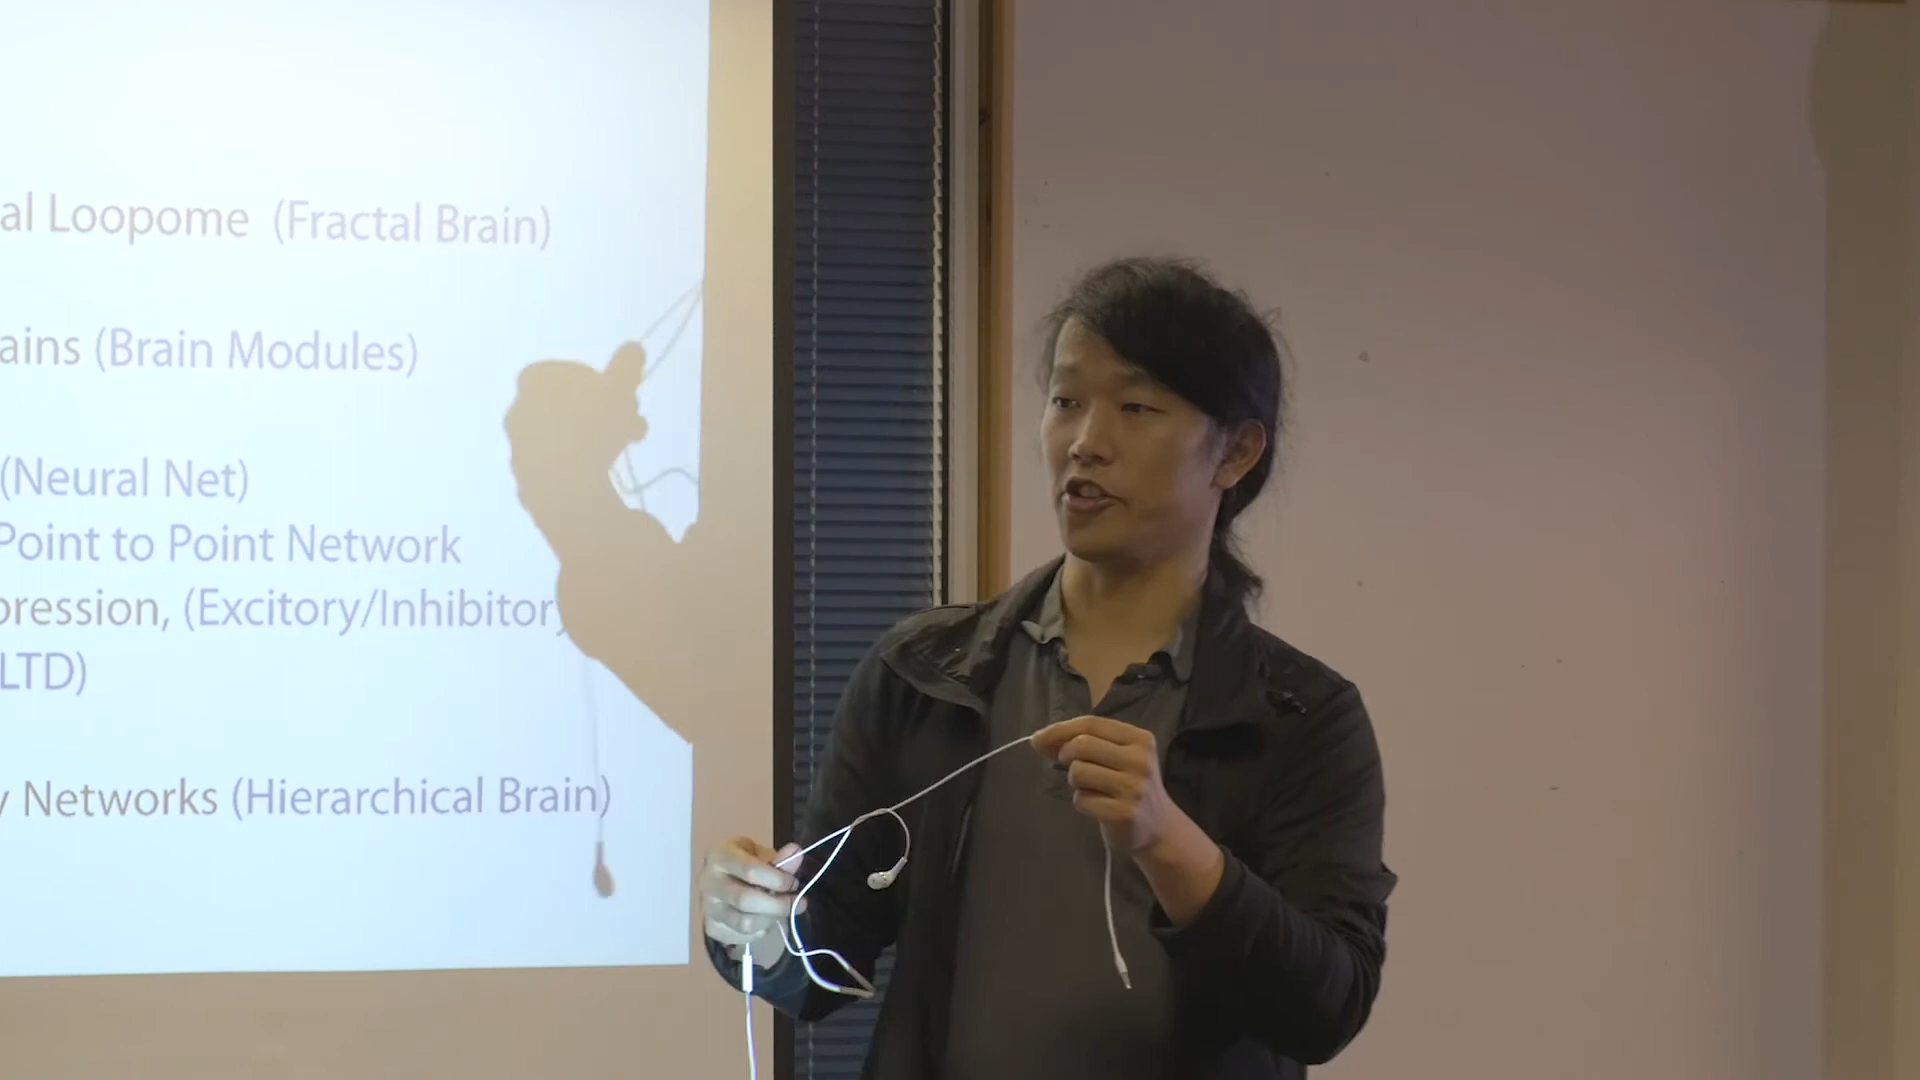 al Loopome (Fractal Brain)
ains (Brain Modules)
(Neural Net)
Point to Point Network
pression, (Excitory/Inhibitory
LTD)
y Networks (Hierarchical Brain)